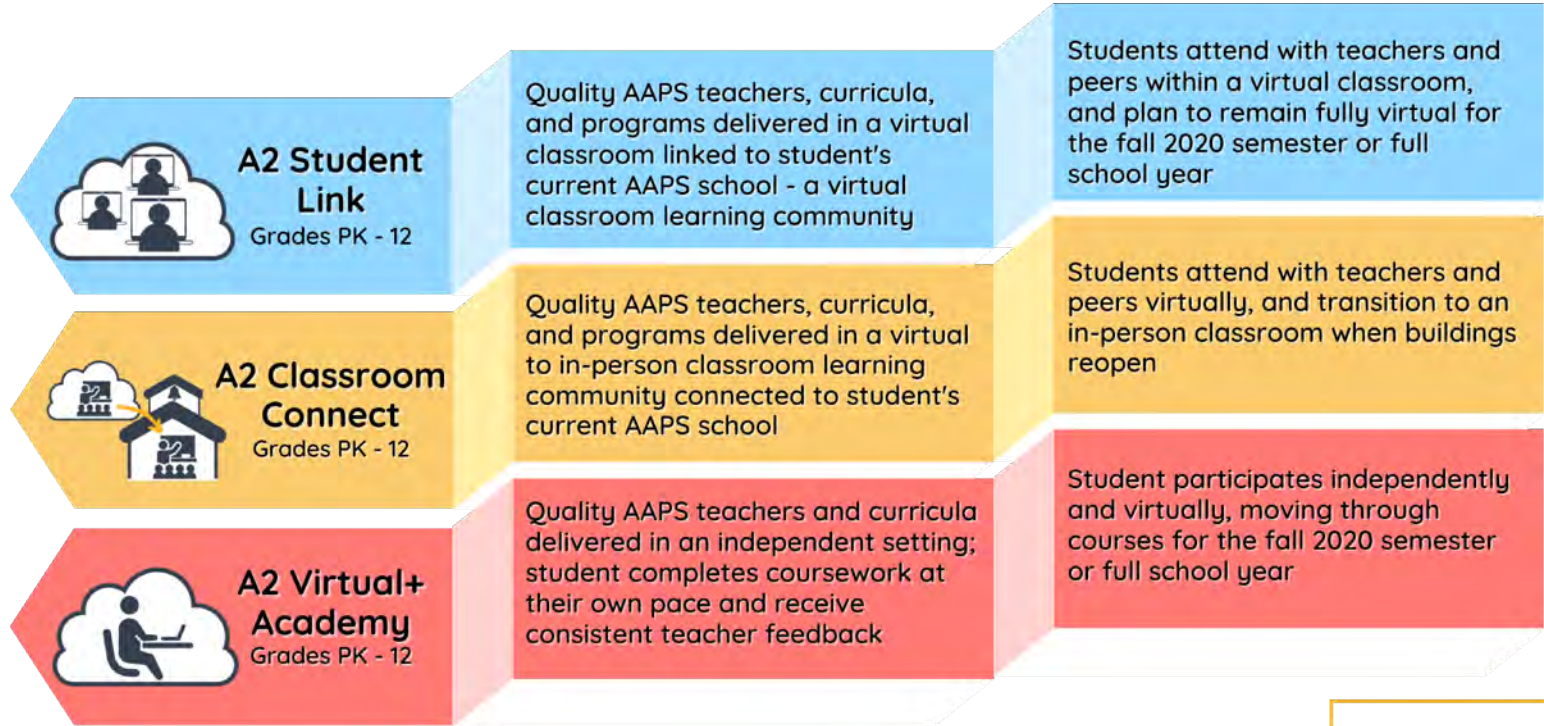 A2 Student
Link
Grades PK - 12
Quality AAPS teachers, curricula,
and programs delivered in a virtual
classroom linked to student's
current AAPS school - a virtual
classroom learning community
Students attend with teachers and
peers within a virtual classroom,
and plan to remain fully virtual for
the fall 2020 semester or full
school year
A2 Classroom
Connect
Grades PK - 12
Quality AAPS teachers, curricula,
and programs delivered in a virtual
to in-person classroom learning
community connected to student's
current AAPS school
Students attend with teachers and
peers virtually, and transition to an
in-person classroom when buildings
reopen
A2 Virtual+
Academy
Grades PK - 12
Quality AAPS teachers and curricula
delivered in an independent setting;
student completes coursework at
their own pace and receive
consistent teacher feedback
Student participates independently
and virtually, moving through
courses for the fall 2020 semester
or full school year